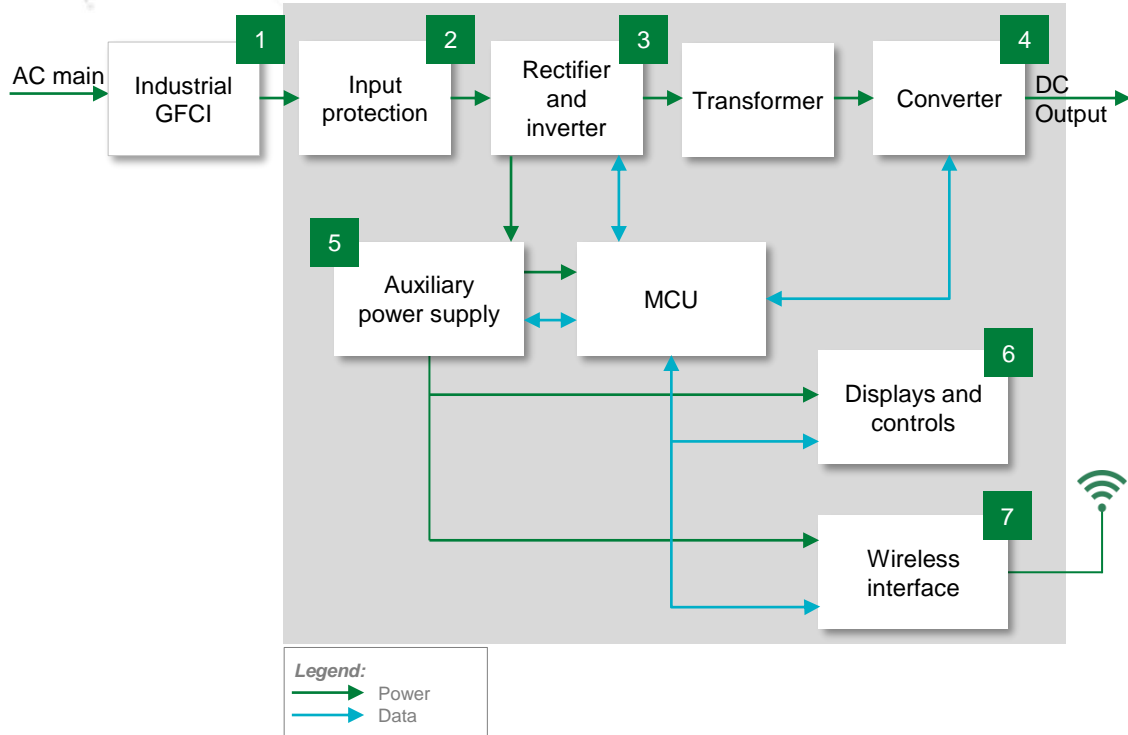 1
2
3
4
AC main
Industrial
GFCI
Input
protection
Rectifier
and
inverter
Transformer
Converter
DC
Output
5
Auxiliary
power supply
MCU
6
Displays and
controls
7
Wireless
interface
Legend:
Power
Data